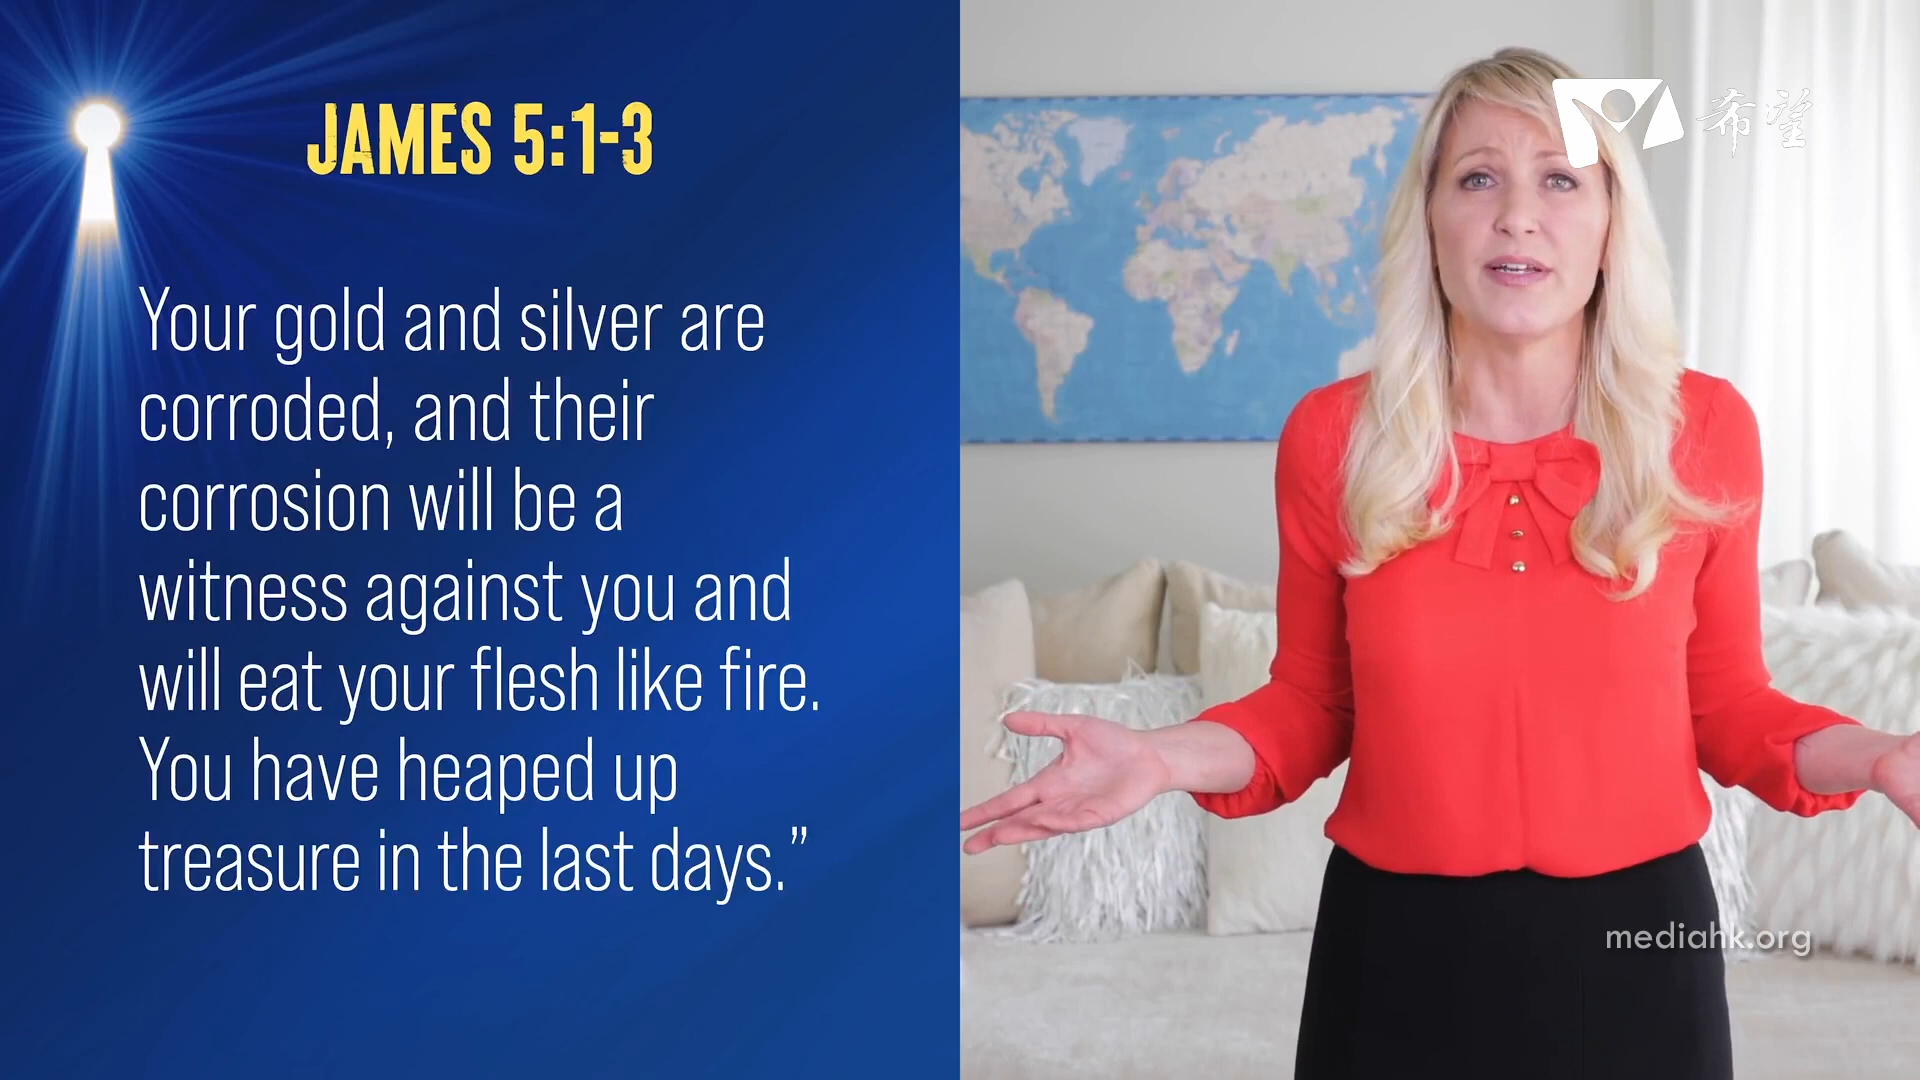 JAMES 5:1-3
Your gold and silver are
corroded, and their
corrosion will be a
witness against you and
will eat your flesh like fire.
You have heaped up
treasure in the last days.”
希望
mediahk.org